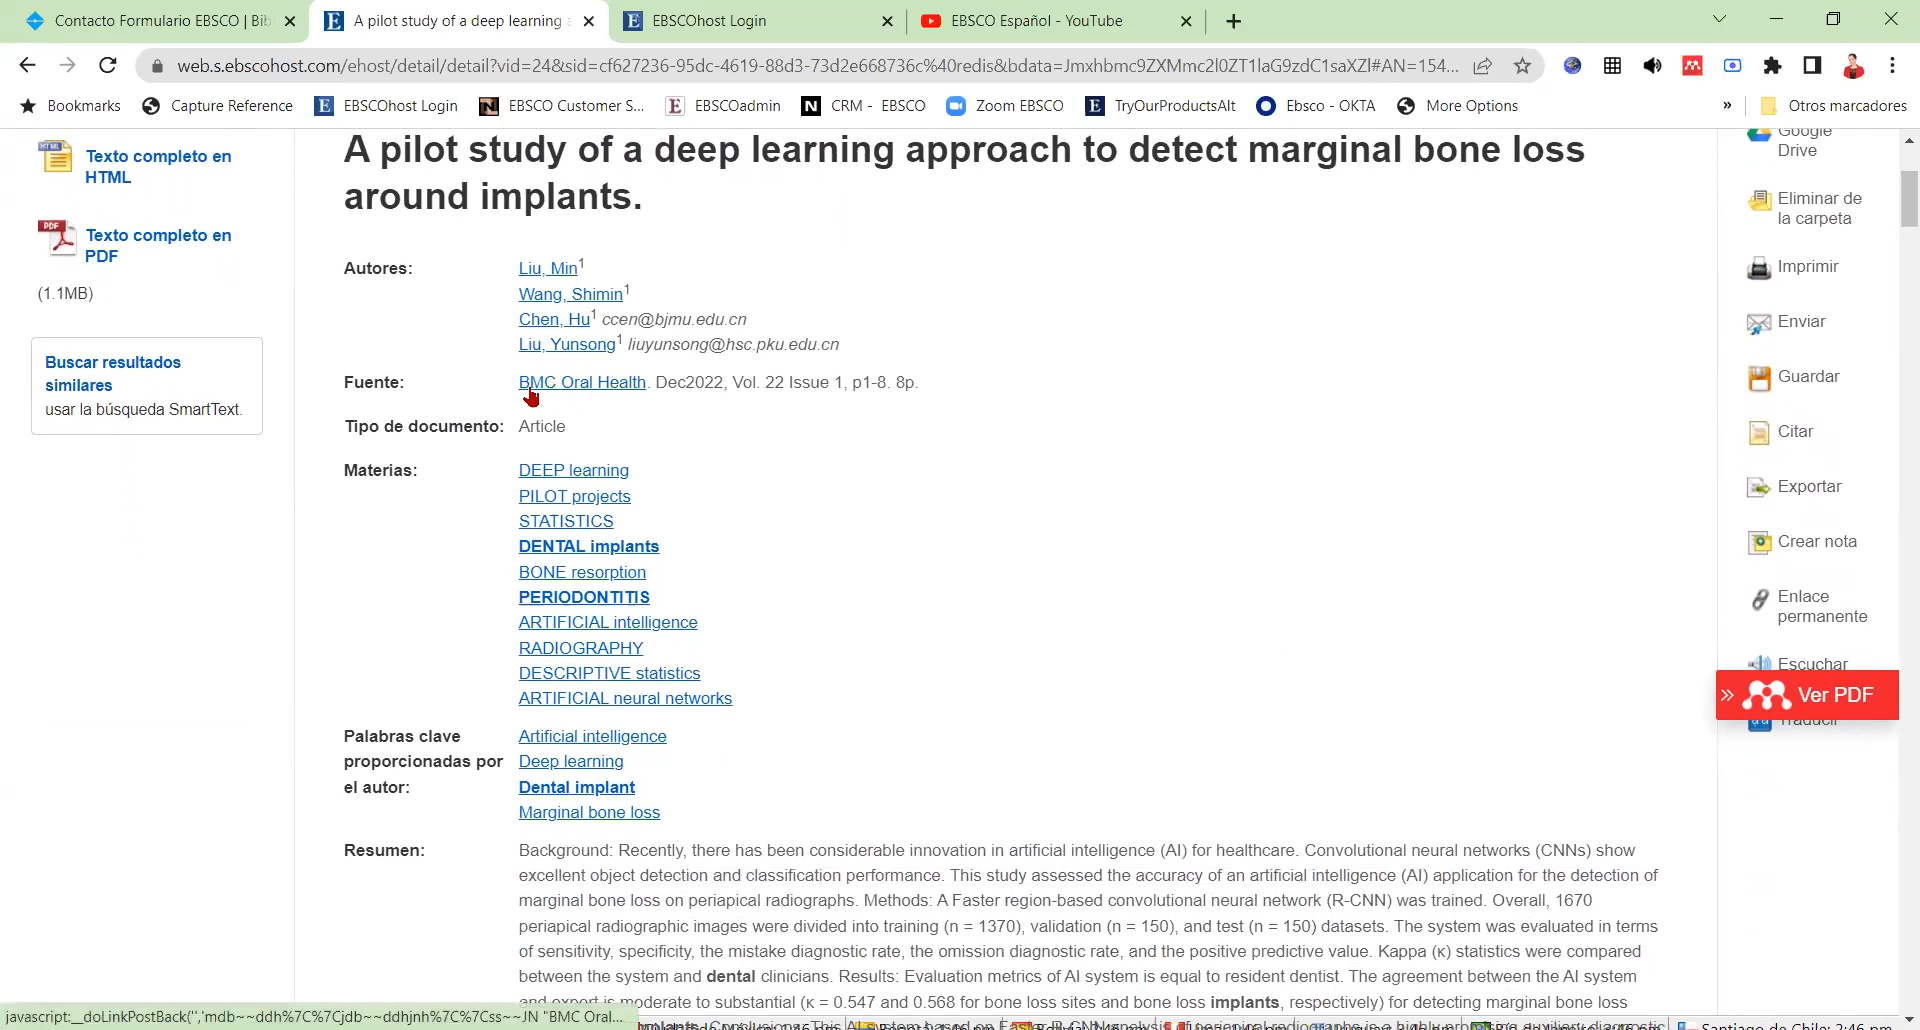 Contacto Formulario EBSCO | Bib
A pilot study of a deep learning a
EBSCOhost Login
EBSCO Español - YouTube
web.s.ebscohost.com/ehost/detail/detail?vid=24&sid=cf627236-95dc-4619-88d3-73d2e668736c%40redis&bdata=Jmxhbmc9ZXMmc2l0ZT1laG9zdC1saXZl#AN=154...
Bookmarks
Capture Reference
EBSCOhost Login
EBSCO Customer S...
EBSCOadmin
CRM - EBSCO
Zoom EBSCO
TryOurProductsAlt
Ebsco - OKTA
More Options
»
Otros marcadores
Texto completo en
HTML
Texto completo en
PDF
(1.1MB)
Buscar resultados
similares
usar la búsqueda SmartText.
A pilot study of a deep learning approach to detect marginal bone loss
around implants.
Autores:
Liu, Min1
Wang, Shimin1
Chen, Hu1 ccen@bjmu.edu.cn
Liu, Yunsong1 liuyunsong@hsc.pku.edu.cn
Fuente:
BMC Oral Health. Dec2022, Vol. 22 Issue 1, p1-8. 8p.
Tipo de documento:
Article
Materias:
DEEP learning
PILOT projects
STATISTICS
DENTAL implants
BONE resorption
PERIODONTITIS
ARTIFICIAL intelligence
RADIOGRAPHY
DESCRIPTIVE statistics
ARTIFICIAL neural networks
Palabras clave
proporcionadas por
el autor:
Artificial intelligence
Deep learning
Dental implant
Marginal bone loss
Resumen:
Background: Recently, there has been considerable innovation in artificial intelligence (AI) for healthcare. Convolutional neural networks (CNNs) show
excellent object detection and classification performance. This study assessed the accuracy of an artificial intelligence (AI) application for the detection of
marginal bone loss on periapical radiographs. Methods: A Faster region-based convolutional neural network (R-CNN) was trained. Overall, 1670
periapical radiographic images were divided into training (n = 1370), validation (n = 150), and test (n = 150) datasets. The system was evaluated in terms
of sensitivity, specificity, the mistake diagnostic rate, the omission diagnostic rate, and the positive predictive value. Kappa (κ) statistics were compared
between the system and dental clinicians. Results: Evaluation metrics of AI system is equal to resident dentist. The agreement between the AI system
and expert is moderate to substantial (κ = 0.547 and 0.568 for bone loss sites and bone loss implants, respectively) for detecting marginal bone loss
Google
Drive
Eliminar de
la carpeta
Imprimir
Enviar
Guardar
Citar
Exportar
Crear nota
Enlace
permanente
Escuchar
» Ver PDF
Traducir
javascript:__doLinkPostBack('','mdb~~ddh%7C%7Cjdb~~ddhjnh%7C%7Css~~JN "BMC Oral...
Santiago de Chile: 2:46 pm